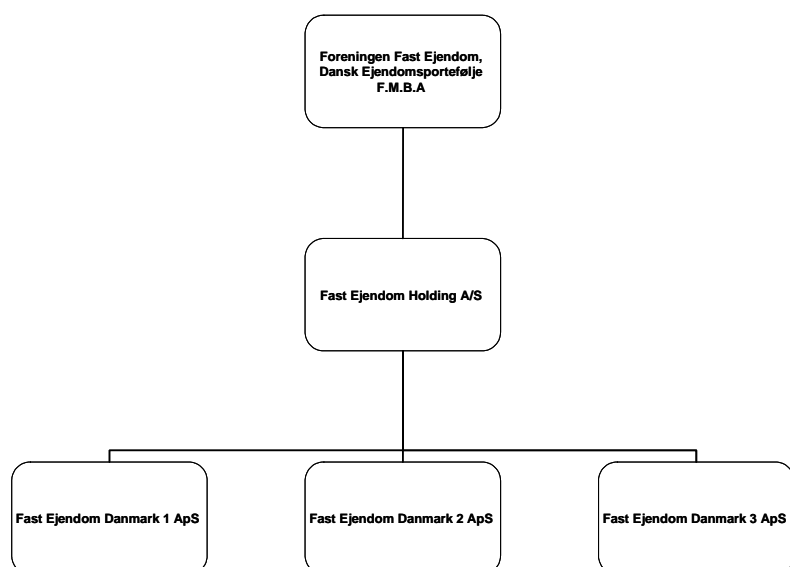 Foreningen Fast Ejendom,
Dansk Ejendomsportefølje
F.M.B.A
Fast Ejendom Holding A/S
Fast Ejendom Danmark 1 ApS
Fast Ejendom Danmark 2 ApS
Fast Ejendom Danmark 3 ApS